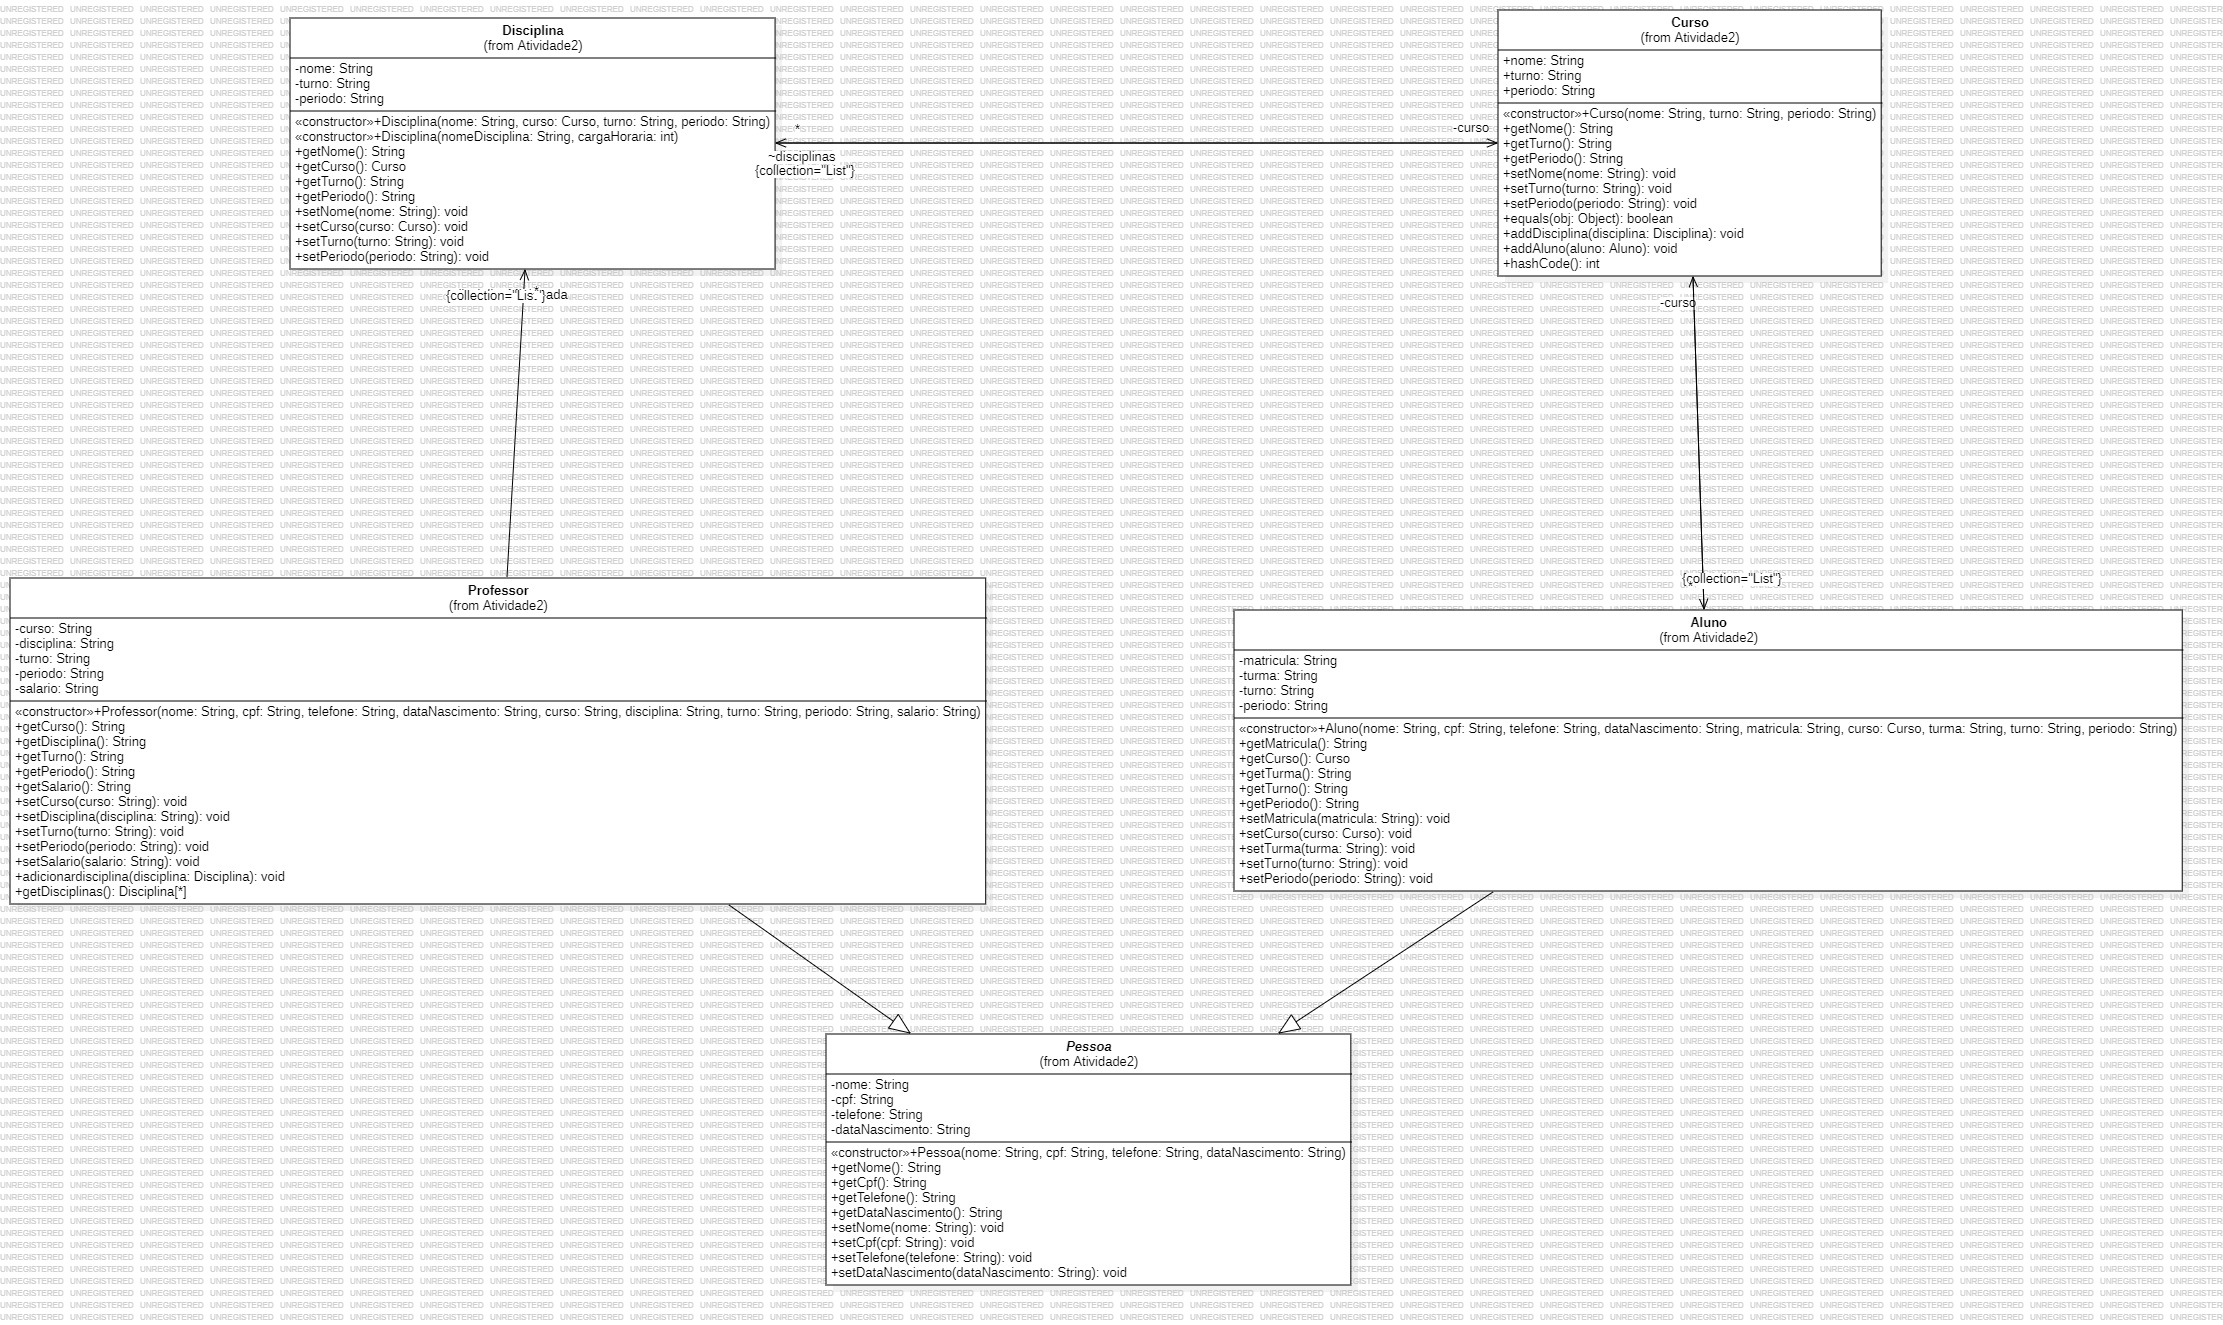 Disciplina
(from Atividade2)
-nome: String
-turno: String
-periodo: String
«constructor»+Disciplina(nome: String, curso: Curso, turno: String, periodo: String)
«constructor»+Disciplina(nomeDisciplina: String, cargaHoraria: int)
+getNome(): String
+getCurso(): Curso
+getTurno(): String
+getPeriodo(): String
+setNome(nome: String): void
+setCurso(curso: Curso): void
+setTurno(turno: String): void
+setPeriodo(periodo: String): void
*
~disciplinas
{collection="List"}
-curso
Curso
(from Atividade2)
+nome: String
+turno: String
+periodo: String
«constructor»+Curso(nome: String, turno: String, periodo: String)
+getNome(): String
+getTurno(): String
+getPeriodo(): String
+setNome(nome: String): void
+setTurno(turno: String): void
+setPeriodo(periodo: String): void
+equals(obj: Object): boolean
+addDisciplina(disciplina: Disciplina): void
+addAluno(aluno: Aluno): void
+hashCode(): int
-curso
{collection="List"}
Professor
(from Atividade2)
-curso: String
-disciplina: String
-turno: String
-periodo: String
-salario: String
«constructor»+Professor(nome: String, cpf: String, telefone: String, dataNascimento: String, curso: String, disciplina: String, turno: String, periodo: String, salario: String)
+getCurso(): String
+getDisciplina(): String
+getTurno(): String
+getPeriodo(): String
+getSalario(): String
+setCurso(curso: String): void
+setDisciplina(disciplina: String): void
+setTurno(turno: String): void
+setPeriodo(periodo: String): void
+setSalario(salario: String): void
+adicionardisciplina(disciplina: Disciplina): void
+getDisciplinas(): Disciplina[*]
{collection="List"}
Aluno
(from Atividade2)
-matricula: String
-turma: String
-turno: String
-periodo: String
«constructor»+Aluno(nome: String, cpf: String, telefone: String, dataNascimento: String, matricula: String, curso: Curso, turma: String, turno: String, periodo: String)
+getMatricula(): String
+getCurso(): Curso
+getTurma(): String
+getTurno(): String
+getPeriodo(): String
+setMatricula(matricula: String): void
+setCurso(curso: Curso): void
+setTurma(turma: String): void
+setTurno(turno: String): void
+setPeriodo(periodo: String): void
Pessoa
(from Atividade2)
-nome: String
-cpf: String
-telefone: String
-dataNascimento: String
«constructor»+Pessoa(nome: String, cpf: String, telefone: String, dataNascimento: String)
+getNome(): String
+getCpf(): String
+getTelefone(): String
+getDataNascimento(): String
+setNome(nome: String): void
+setCpf(cpf: String): void
+setTelefone(telefone: String): void
+setDataNascimento(dataNascimento: String): void
UNREGISTERED